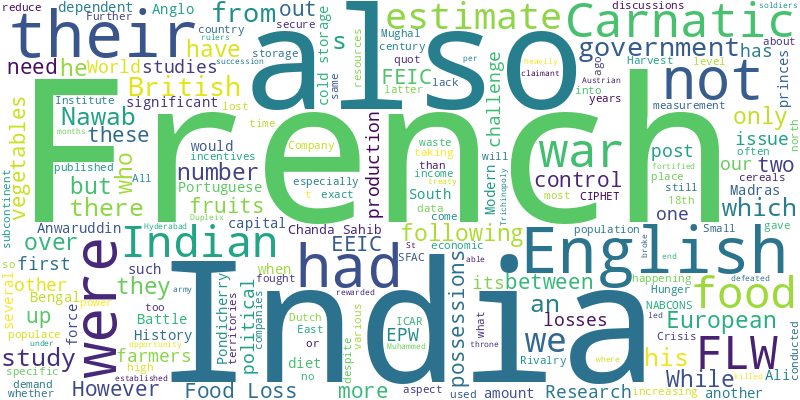 reduce
dependent
Anglo
Further
rulers
country
secure
their
need
he
World
studies
British
significant
from
out
have
storage
Mughal
century
quot
latter
cold storage
same
s
FEIC
also
estimate
lack
resources
ago
Austrian
into
years
challenge
Carnatic
government
has
discussions
soldiers
about
princes
Harvest
level
measurement
only
not
north
Institute
lost
published
months
All
vegetables
Nawab
these
but
there
who
Anwaruddin
subcontinent
French
would
incentives
number
Portuguese
fruits
time
Company
taking
treaty
t
especially
exact
Dupleix
capital
production
waste
than
income
South
data
come
war
per
heavily
claimant
succession
control
most
CIPHET
Modern
Trichinopoly
fortified
issue
often
post
place
still
our
two
cereals
Madras
18th
one
which
gave
Small
population
over
first
Indian
Hyderabad
Chanda_Sahib
EEIC
following
English
end
broke
so
other
such
Bengal
power
they
when
had
fought
St
SFAC
economic
able
its
between
an
Hunger
NABCONS
led
happening
food
several
up
were
force
too
Battle
History
opportunity
Pondicherry
territories
political
companies
Dutch
East
or
various
army
rewarded
ICAR
Muhammed
EPW
possessions
we
What
throne
losses
European
defeated
his
Crisis
conducted
populace
under
study
farmers
high
established
However
India
diet
no
despite
aspect
used
amount
Rivalry
Research
increasing
where
killed
While
FLW
Ali
another
specific
demand
whether
Food Loss
more